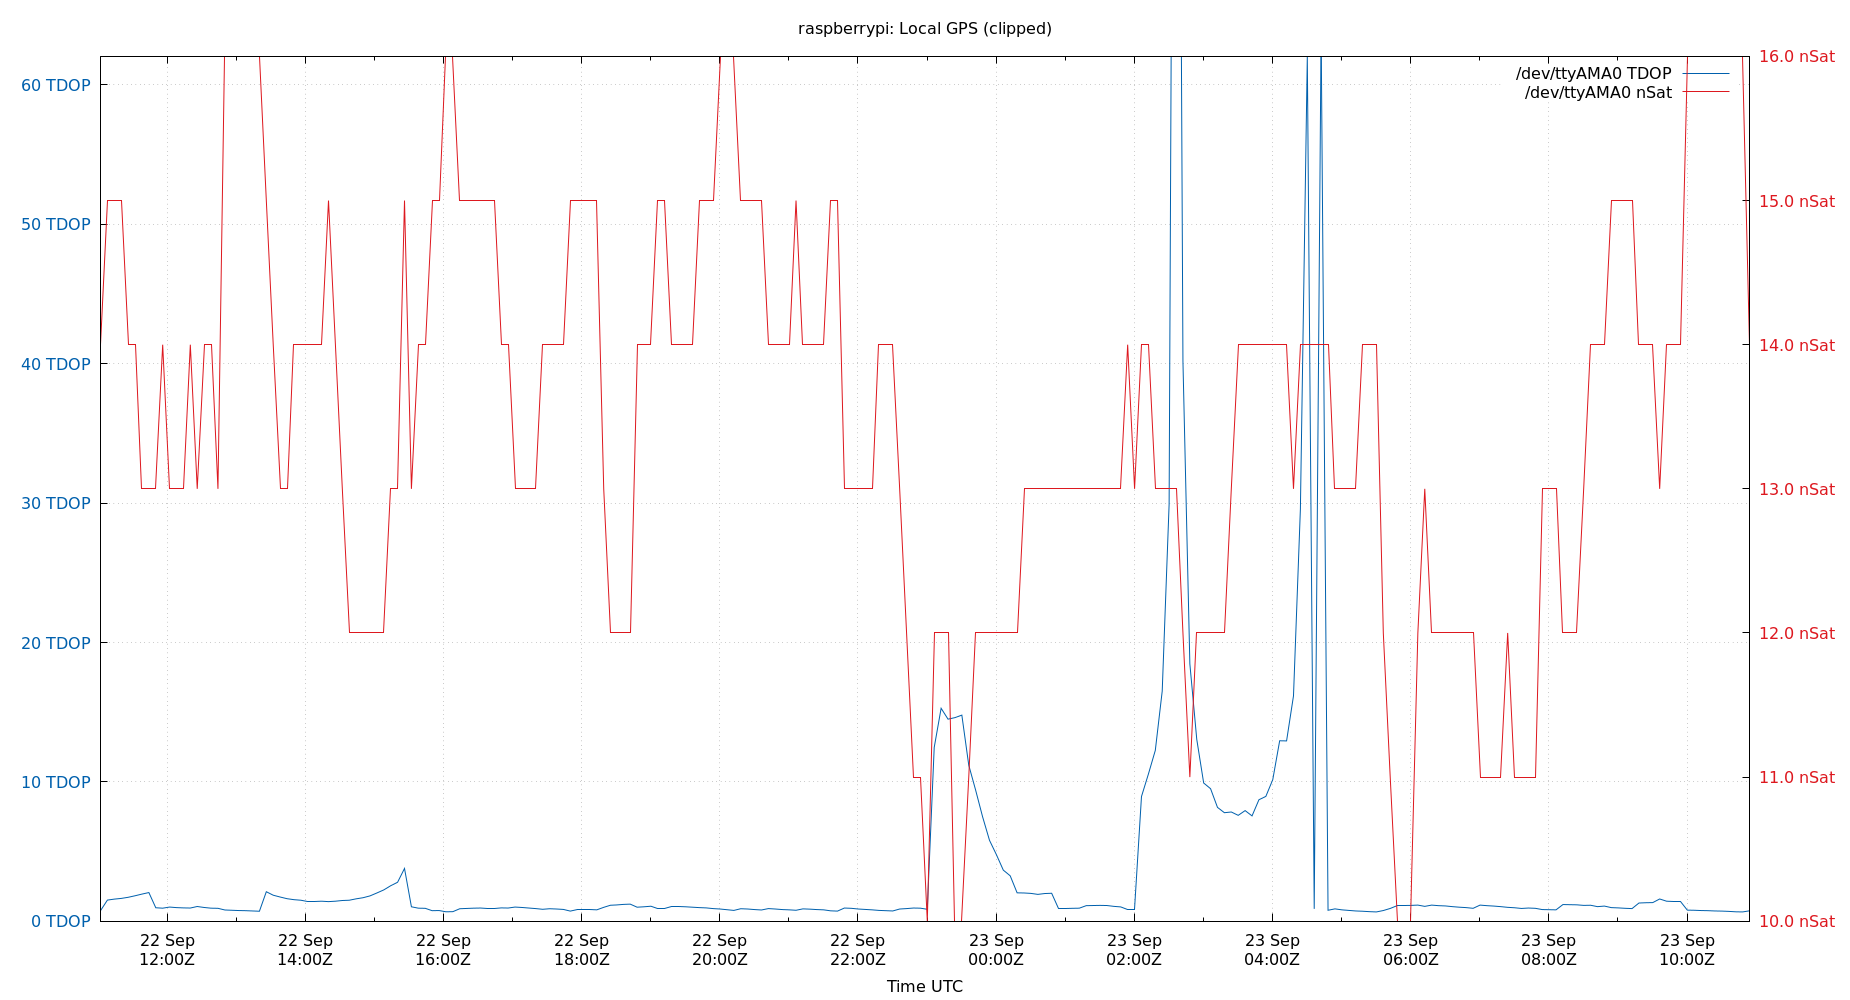 raspberrypi: Local GPS (clipped)
60 TDOP
50 TDOP
40 TDOP
30 TDOP
20 TDOP
10 TDOP
0 TDOP
/dev/ttyAMA0 TDOP
/dev/ttyAMA0 nSat
16.0 nSat
15.0 nSat
14.0 nSat
13.0 nSat
12.0 nSat
11.0 nSat
10.0 nSat
22 Sep 22 Sep 22 Sep 22 Sep 22 Sep 22 Sep 23 Sep 23 Sep 23 Sep 23 Sep 23 Sep 23 Sep
12:00Z 14:00Z 16:00Z 18:00Z 20:00Z 22:00Z 00:00Z 02:00Z 04:00Z 06:00Z 08:00Z 10:00Z
Time UTC